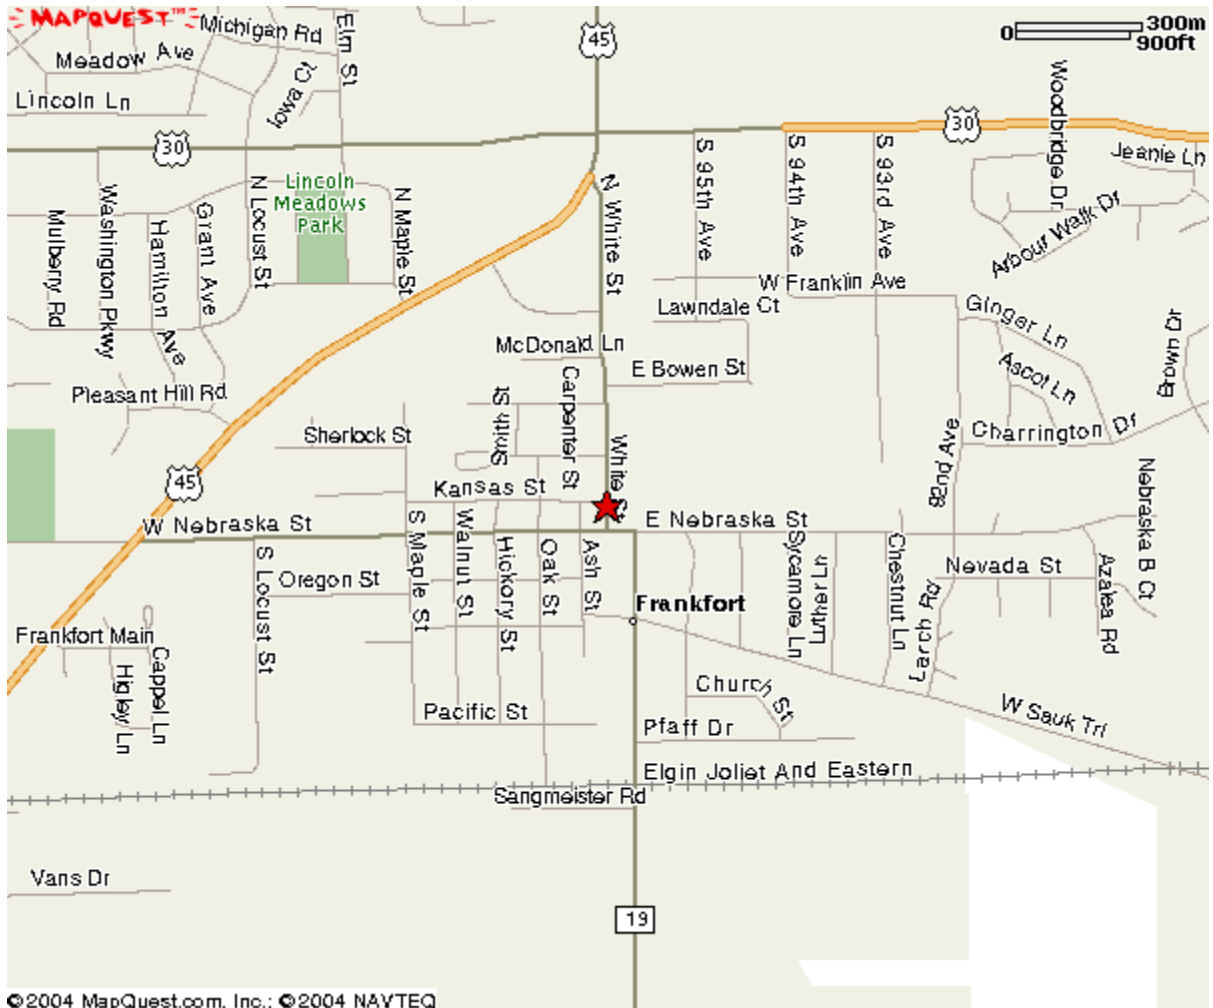 MAPQUEST™
Michigan Rd
Elm St
45
300m
0
900ft
Meadow Ave
Iowa Ct
Lincoln Ln
Woodbridge Dr
30
30
Jeanie Ln
Lincoln
Meadows
Park
N Locust St
N Maple St
N White St
S 95th Ave
S 94th Ave
S 93rd Ave
Mulberry Rd
Washington Pkwy
Hamilton Ave
Grant Ave
Arbour Walk Dr
W Franklin Ave
Lawndale Ct
Ginger Ln
McDonald Ln
E Bowen St
Ascot Ln
Brown Dr
Pleasant Hill Rd
Smith St
Carpenter St
Sherlock St
White St
92nd Ave
Charrington Dr
45
Kansas St
W Nebraska St
E Nebraska St
Nebraska B Ct
S Locust St
Oregon St
S Maple St
Walnut St
Hickory St
Oak St
Ash St
Sycamore Ln
Luther Ln
Chestnut Ln
Larch Rd
Nevada St
Azalea Rd
Frankfort
Frankfort Main
Higley Ln
Cappel Ln
Church St
Pacific St
Pfaff Dr
W Sauk Trl
Elgin Joliet And Eastern
Sangmeister Rd
Vans Dr
19
©2004 MapQuest.com, Inc.; ©2004 NAVTEQ